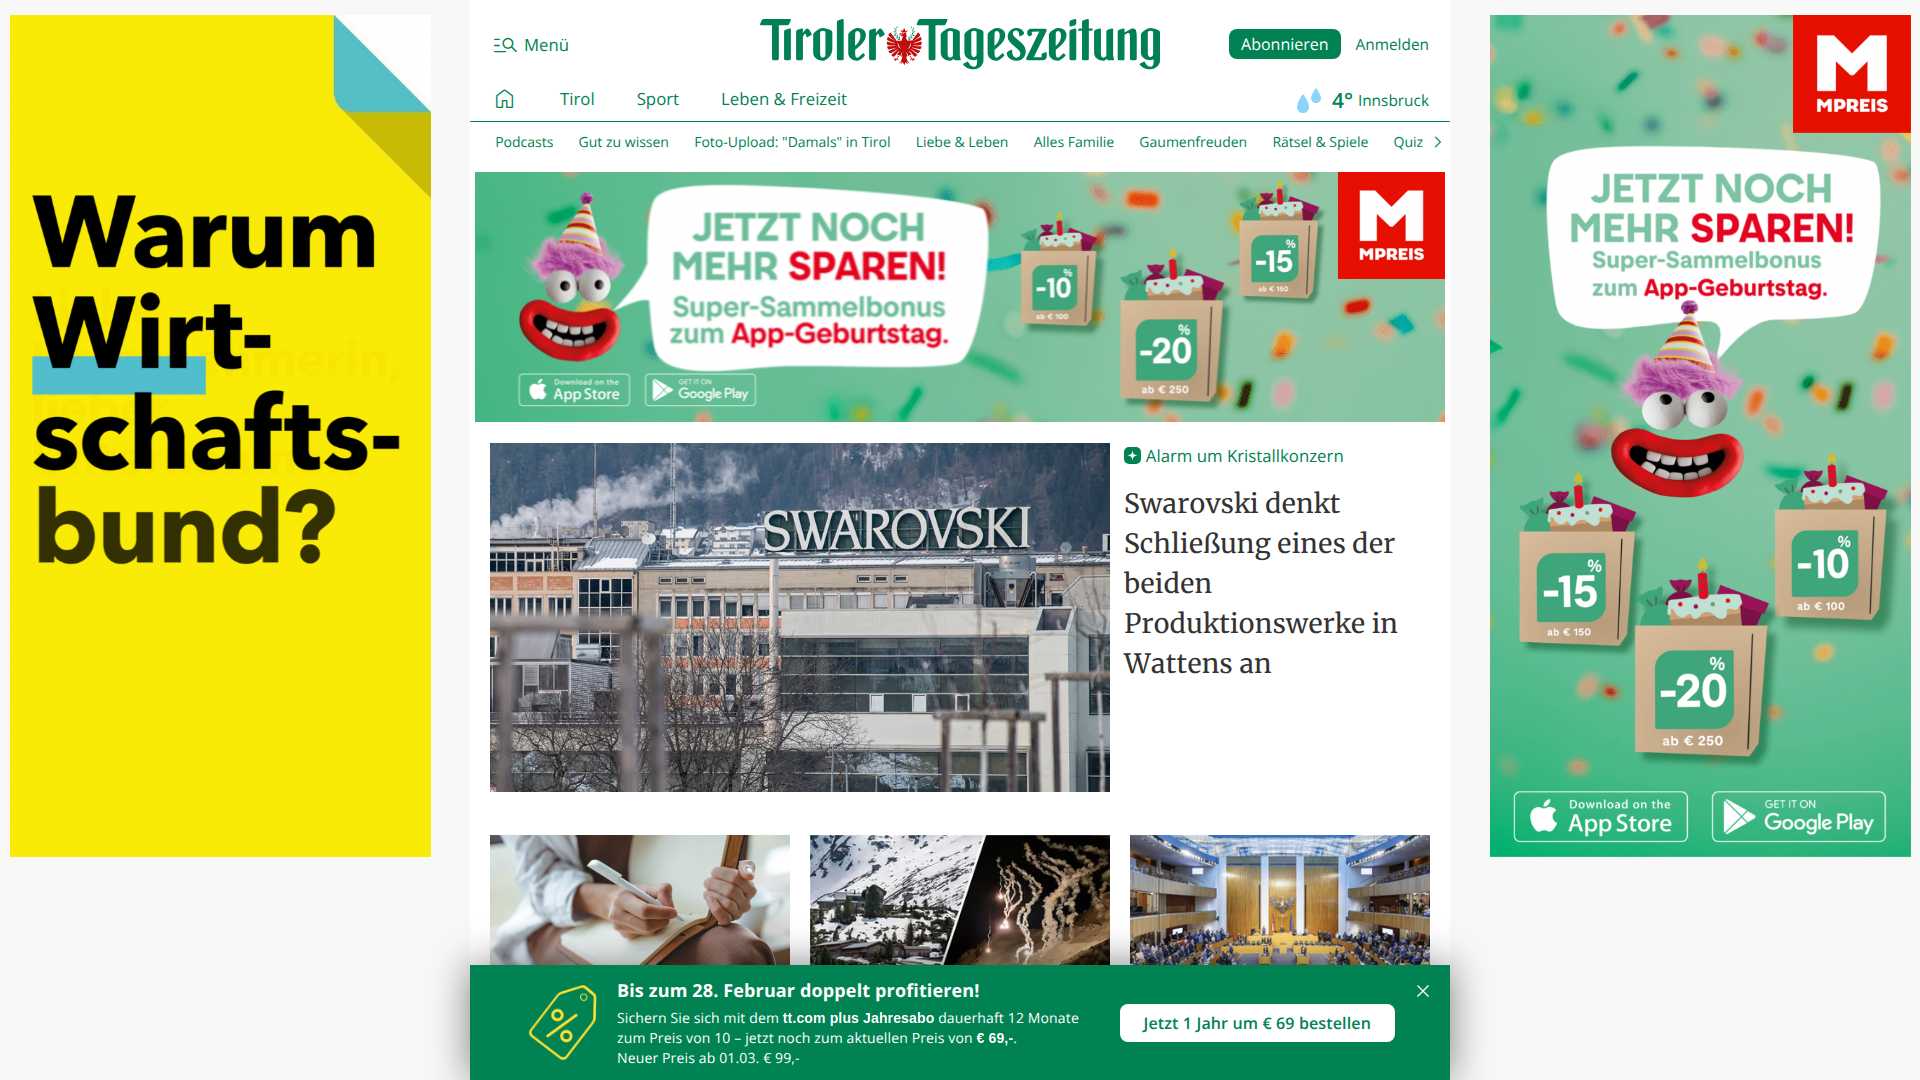 Warum
Wirt-
schafts-
bund?
Menü
Tiroler Tageszeitung
Abonnieren
Anmelden
Tirol
Sport
Leben & Freizeit
4° Innsbruck
Podcasts
Gut zu wissen
Foto-Upload: "Damals" in Tirol
Liebe & Leben
Alles Familie
Gaumenfreuden
Rätsel & Spiele
Quiz
JETZT NOCH
MEHR SPAREN!
Super-Sammelbonus
zum App-Geburtstag.
Download on the
App Store
GET IT ON
Google Play
-10%
ab € 100
-20%
ab € 250
-15%
ab € 150
MPREIS
SWAROVSKI
Alarm um Kristallkonzern
Swarovski denkt
Schließung eines der
beiden
Produktionswerke in
Wattens an
Bis zum 28. Februar doppelt profitieren!
Sichern Sie sich mit dem tt.com plus Jahresabo dauerhaft 12 Monate
zum Preis von 10 – jetzt noch zum aktuellen Preis von € 69,-.
Neuer Preis ab 01.03. € 99,-
Jetzt 1 Jahr um € 69 bestellen
MPREIS
JETZT NOCH
MEHR SPAREN!
Super-Sammelbonus
zum App-Geburtstag.
-15%
ab € 150
-10%
ab € 100
-20%
ab € 250
Download on the
App Store
GET IT ON
Google Play